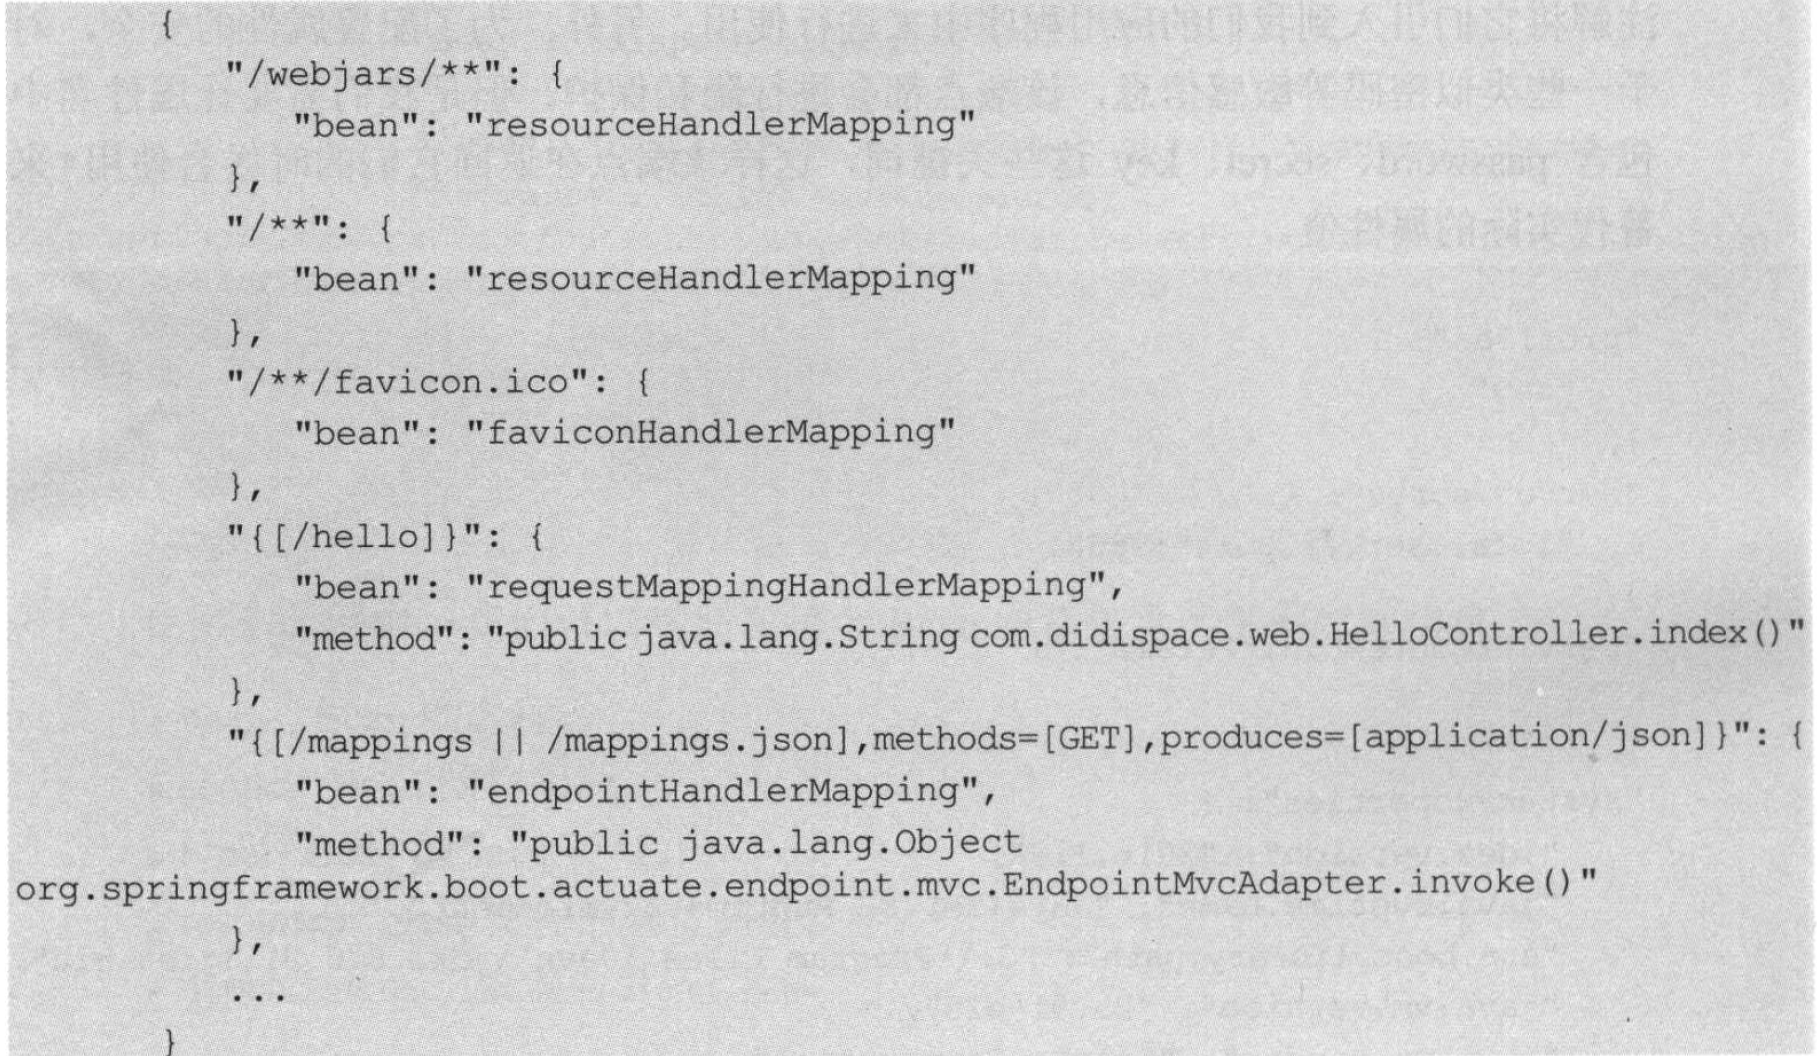 {
"/webjars/**": {
"bean": "resourceHandlerMapping"
},
"/**": {
"bean": "resourceHandlerMapping"
},
"/**/favicon.ico": {
"bean": "faviconHandlerMapping"
},
"{[/hello]}": {
"bean": "requestMappingHandlerMapping",
"method": "public java.lang.String com.didispace.web.HelloController.index()"
},
"{[/mappings || /mappings.json],methods=[GET],produces=[application/json]}": {
"bean": "endpointHandlerMapping",
"method": "public java.lang.Object
org.springframework.boot.actuate.endpoint.mvc.EndpointMvcAdapter.invoke()"
},
...
}